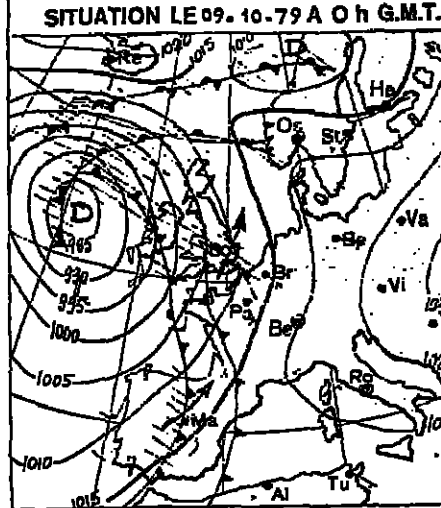 SITUATION LE 09-10-79 A O h G.M.T.
1020
1015
Re
D
Ha
Os
St
D
985
990
995
1000
1005
1010
1015
Va
Vi
Br
Pa
Be
Ro
Ma
Al
Tu